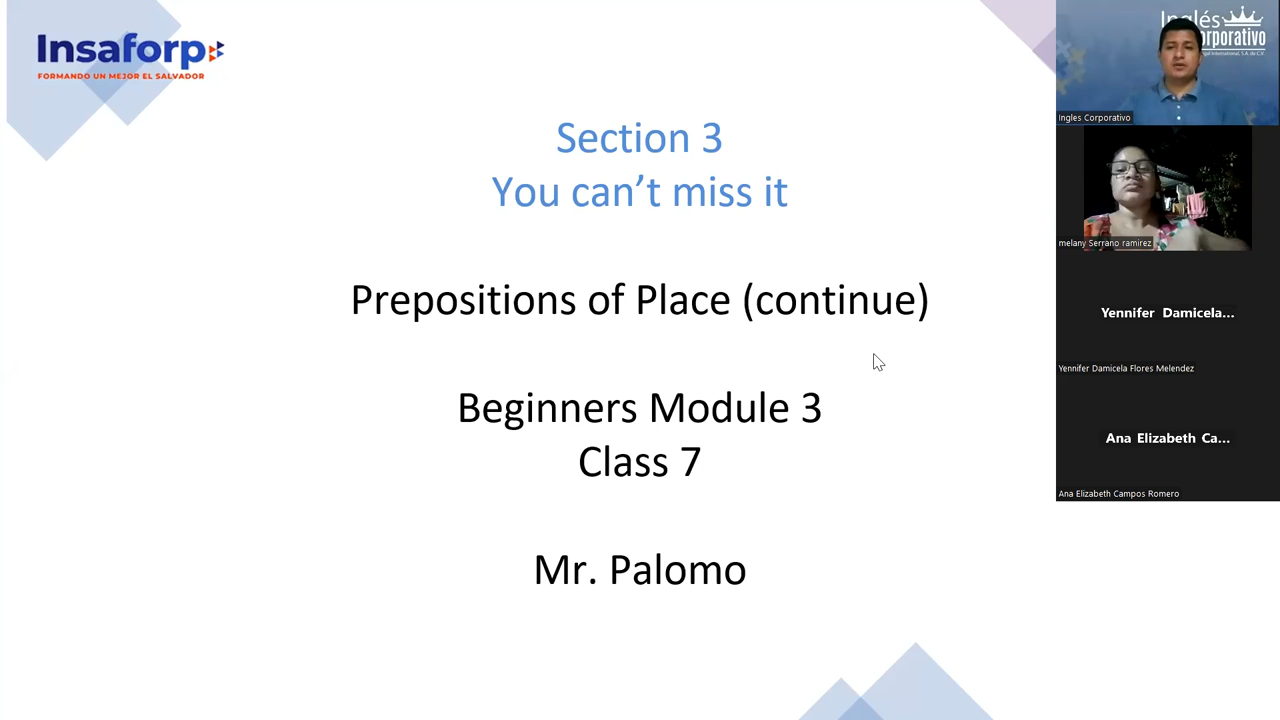 Insaforp
FORMANDO UN MEJOR EL SALVADOR
Section 3
You can't miss it
Prepositions of Place (continue)
Beginners Module 3
Class 7
Mr. Palomo
Inglés
Corporativo
Ingles Corporativo
melany Serrano ramirez
Yennifer Damicela...
Yennifer Damicela Flores Melendez
Ana Elizabeth Ca...
Ana Elizabeth Campos Romero